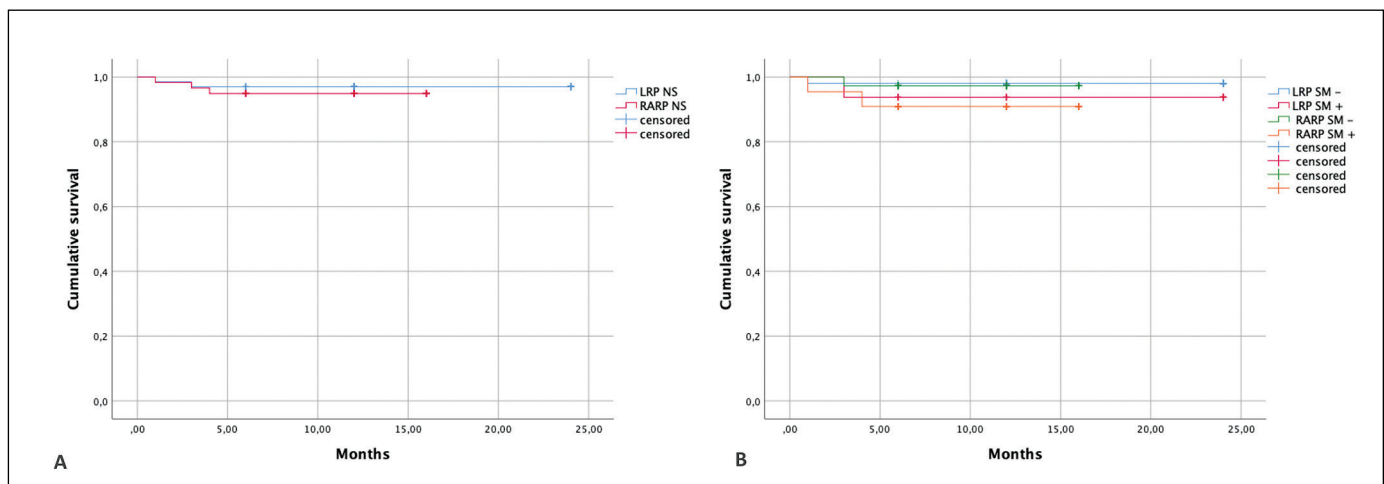 Cumulative survival
1,0
0,8
0,6
0,4
0,2
0,0
,00
5,00
10,00
15,00
20,00
25,00
Months
LRP NS
RARP NS
censored
censored
A
Cumulative survival
1,0
0,8
0,6
0,4
0,2
0,0
,00
5,00
10,00
15,00
20,00
25,00
Months
LRP SM –
LRP SM +
RARP SM –
RARP SM +
censored
censored
censored
censored
B